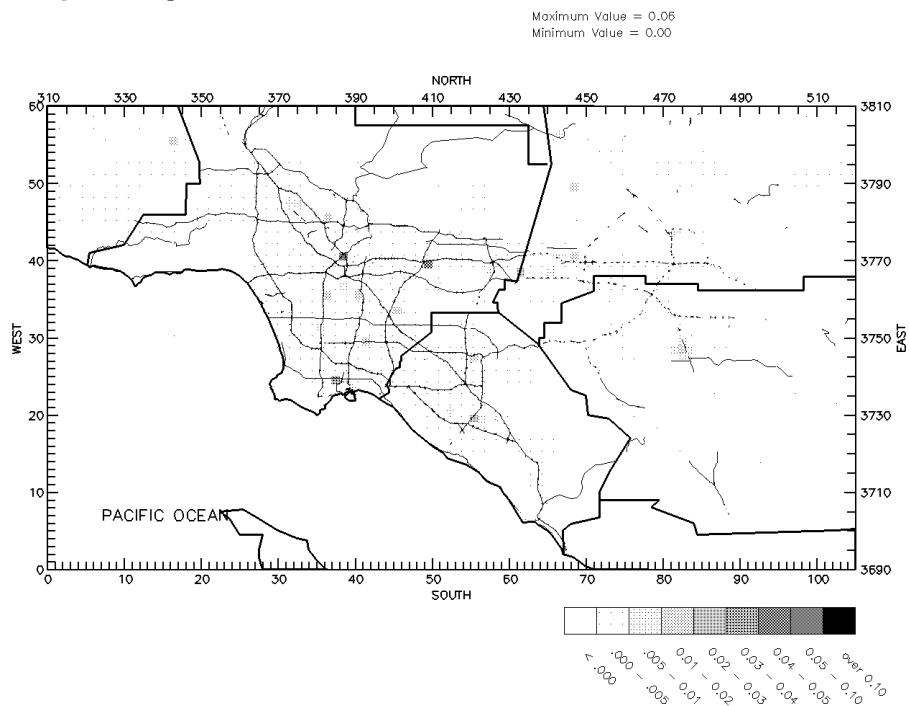 Maximum Value = 0.06
Minimum Value = 0.00
NORTH
310 330 350 370 390 410 430 450 470 490 510
60 3810
50 3790
40 3770
WEST
EAST
30 3750
20 3730
10 3710
PACIFIC OCEAN
0 3690
0 10 20 30 40 50 60 70 80 90 100
SOUTH
< .000
.000 - .005
.005 - 0.01
0.01 - 0.02
0.02 - 0.03
0.03 - 0.04
0.04 - 0.05
0.05 - 0.10
over 0.10